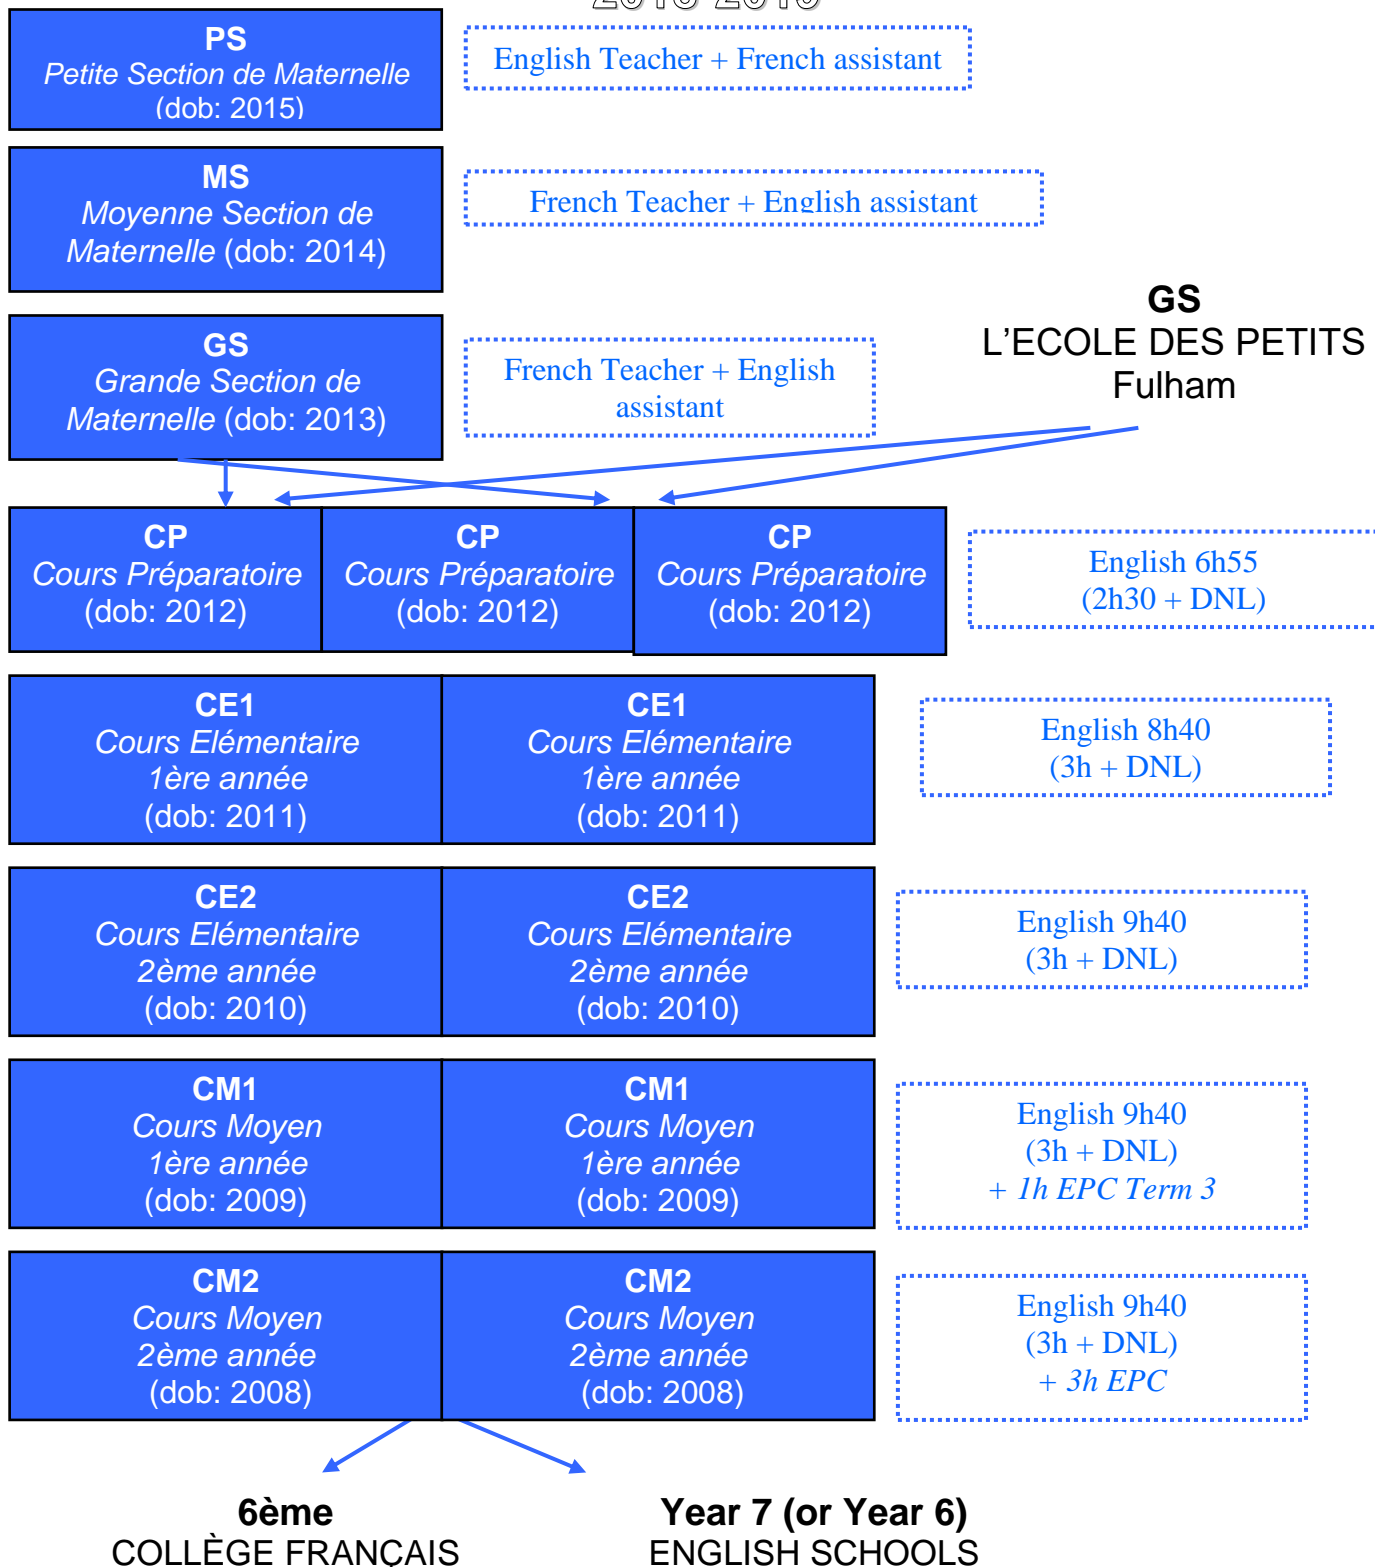 2018-2019
PS
Petite Section de Maternelle
(dob: 2015)
English Teacher + French assistant
MS
Moyenne Section de
Maternelle (dob: 2014)
French Teacher + English assistant
GS
Grande Section de
Maternelle (dob: 2013)
French Teacher + English
assistant
GS
L'ECOLE DES PETITS
Fulham
CP
Cours Préparatoire
(dob: 2012)
CP
Cours Préparatoire
(dob: 2012)
CP
Cours Préparatoire
(dob: 2012)
English 6h55
(2h30 + DNL)
CE1
Cours Elémentaire
1ère année
(dob: 2011)
CE1
Cours Elémentaire
1ère année
(dob: 2011)
English 8h40
(3h + DNL)
CE2
Cours Elémentaire
2ème année
(dob: 2010)
CE2
Cours Elémentaire
2ème année
(dob: 2010)
English 9h40
(3h + DNL)
CM1
Cours Moyen
1ère année
(dob: 2009)
CM1
Cours Moyen
1ère année
(dob: 2009)
English 9h40
(3h + DNL)
+ 1h EPC Term 3
CM2
Cours Moyen
2ème année
(dob: 2008)
CM2
Cours Moyen
2ème année
(dob: 2008)
English 9h40
(3h + DNL)
+ 3h EPC
6ème
COLLÈGE FRANÇAIS
Year 7 (or Year 6)
ENGLISH SCHOOLS